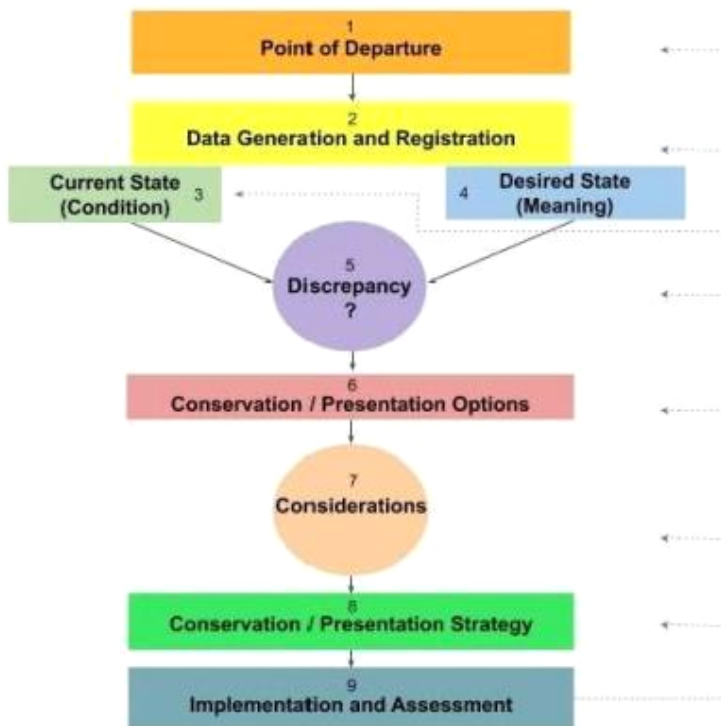 1
Point of Departure
2
Data Generation and Registration
Current State
(Condition)
3
4
Desired State
(Meaning)
5
Discrepancy
?
6
Conservation / Presentation Options
7
Considerations
8
Conservation / Presentation Strategy
9
Implementation and Assessment